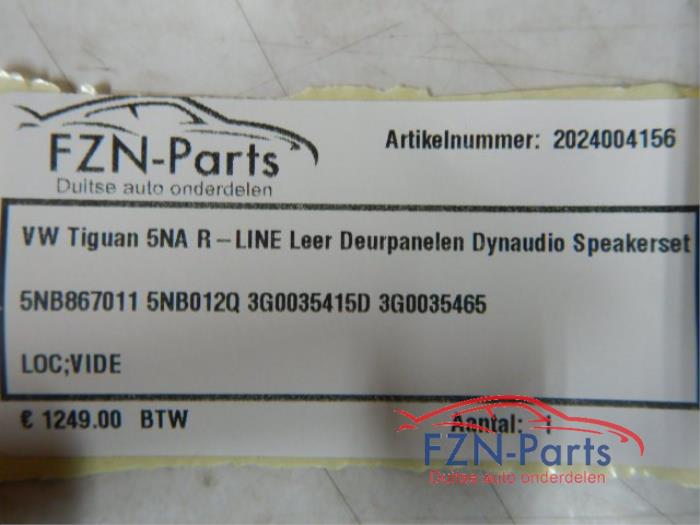 FZN-Parts
Duitse auto onderdelen
Artikelnummer: 2024004156
VW Tiguan 5NA R-LINE Leer Deurpanelen Dynaudio Speakerset
5NB867011 5NB012Q 3G0035415D 3G0035465
LOC;VIDE
€ 1249.00 BTW
Aantal: 1
FZN-Parts
Duitse auto onderdelen